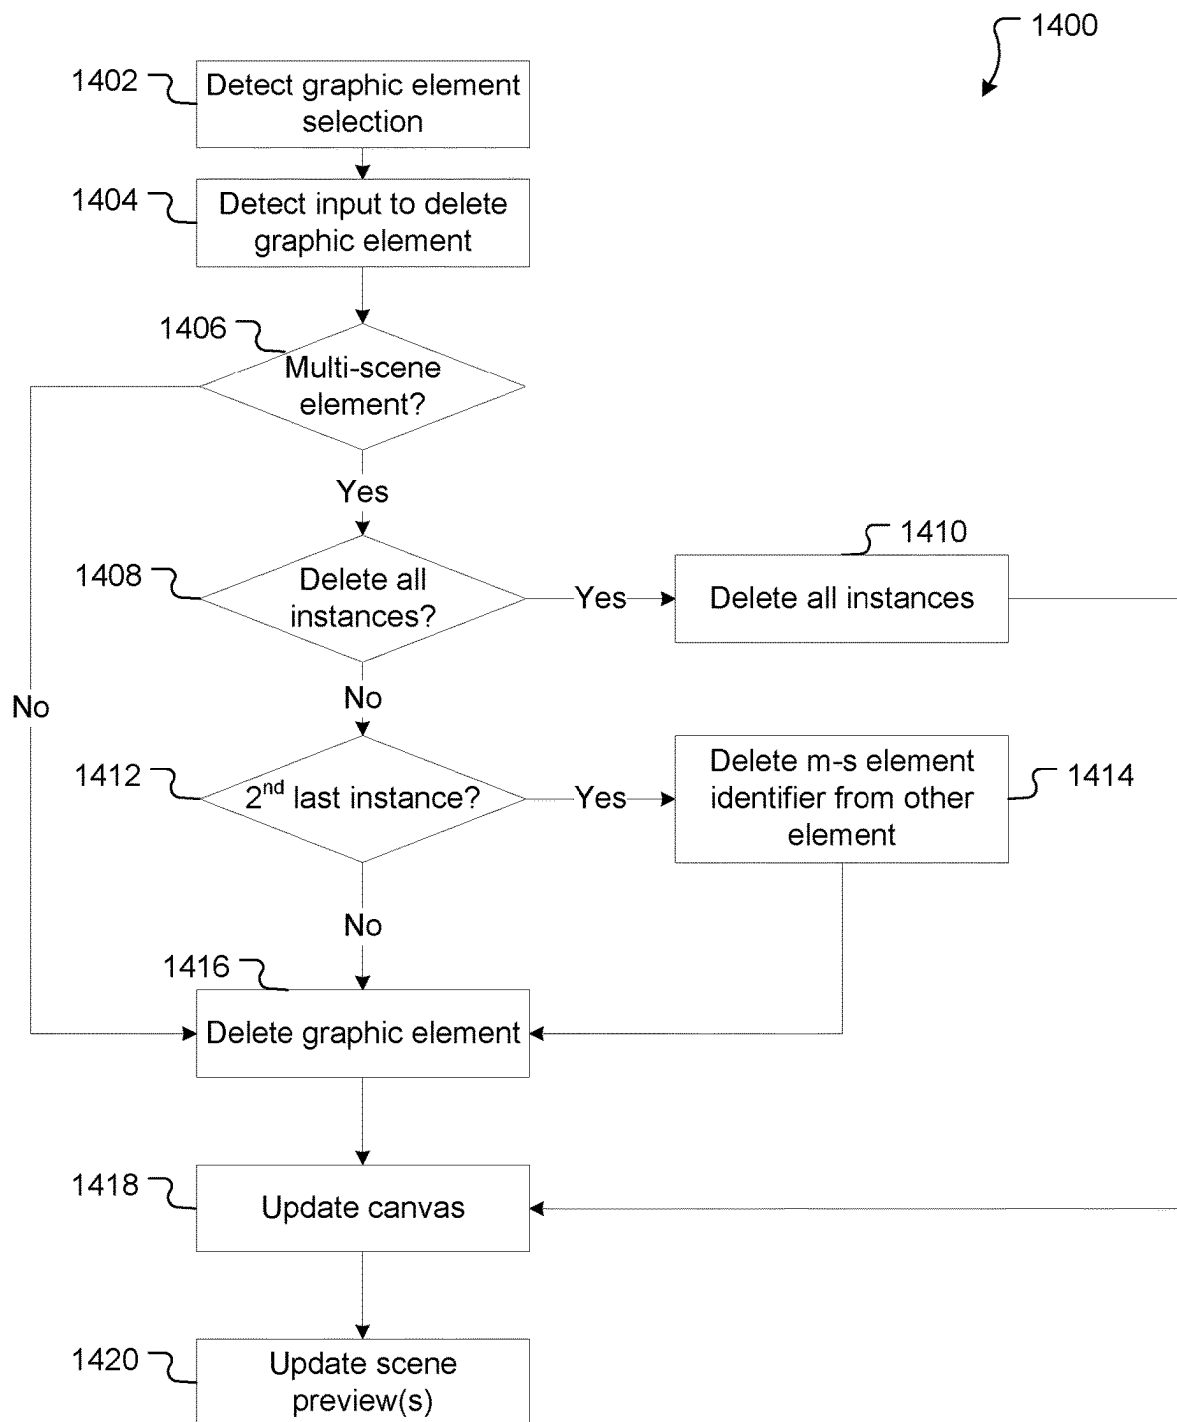 1400
1402
Detect graphic element
selection
1404
Detect input to delete
graphic element
1406
Multi-scene
element?
Yes
1408
Delete all
instances?
Yes
1410
Delete all instances
No
No
1412
2nd last instance?
Yes
Delete m-s element
identifier from other
element
1414
No
1416
Delete graphic element
1418
Update canvas
1420
Update scene
preview(s)